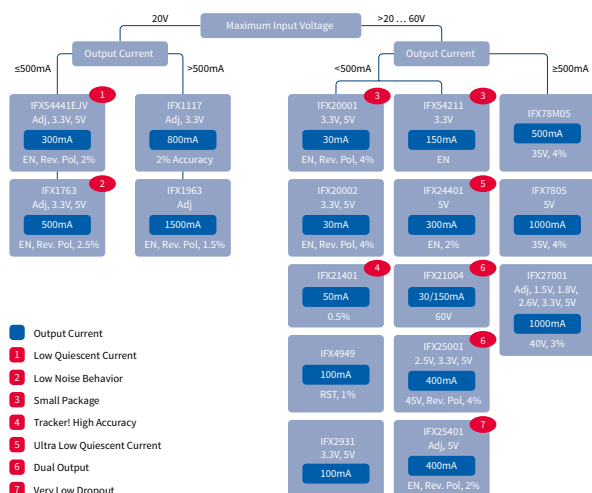 20V
Maximum Input Voltage
>20 ... 60V
Output Current
Output Current
≤500mA
>500mA
<500mA
≥500mA
1
IFX54441EJV
Adj, 3.3V, 5V
300mA
EN, Rev. Pol, 2%
2
IFX1763
Adj, 3.3V, 5V
500mA
EN, Rev. Pol, 2.5%
IFX1117
Adj, 3.3V
800mA
2% Accuracy
IFX1963
Adj
1500mA
EN, Rev. Pol, 1.5%
3
IFX20001
3.3V, 5V
30mA
EN, Rev. Pol, 4%
IFX20002
3.3V, 5V
30mA
EN, Rev. Pol, 4%
4
IFX21401
50mA
0.5%
IFX4949
100mA
RST, 1%
IFX2931
3.3V, 5V
100mA
3
IFX54211
3.3V
150mA
EN
5
IFX24401
5V
300mA
EN, 2%
6
IFX21004
30/150mA
60V
6
IFX25001
2.5V, 3.3V, 5V
400mA
45V, Rev. Pol, 4%
7
IFX25401
Adj, 5V
400mA
EN, Rev. Pol, 2%
IFX78M05
500mA
35V, 4%
IFX7805
5V
1000mA
35V, 4%
IFX27001
Adj, 1.5V, 1.8V,
2.6V, 3.3V, 5V
1000mA
40V, 3%
Output Current
1 Low Quiescent Current
2 Low Noise Behavior
3 Small Package
4 Tracker! High Accuracy
5 Ultra Low Quiescent Current
6 Dual Output
7 Very Low Dropout